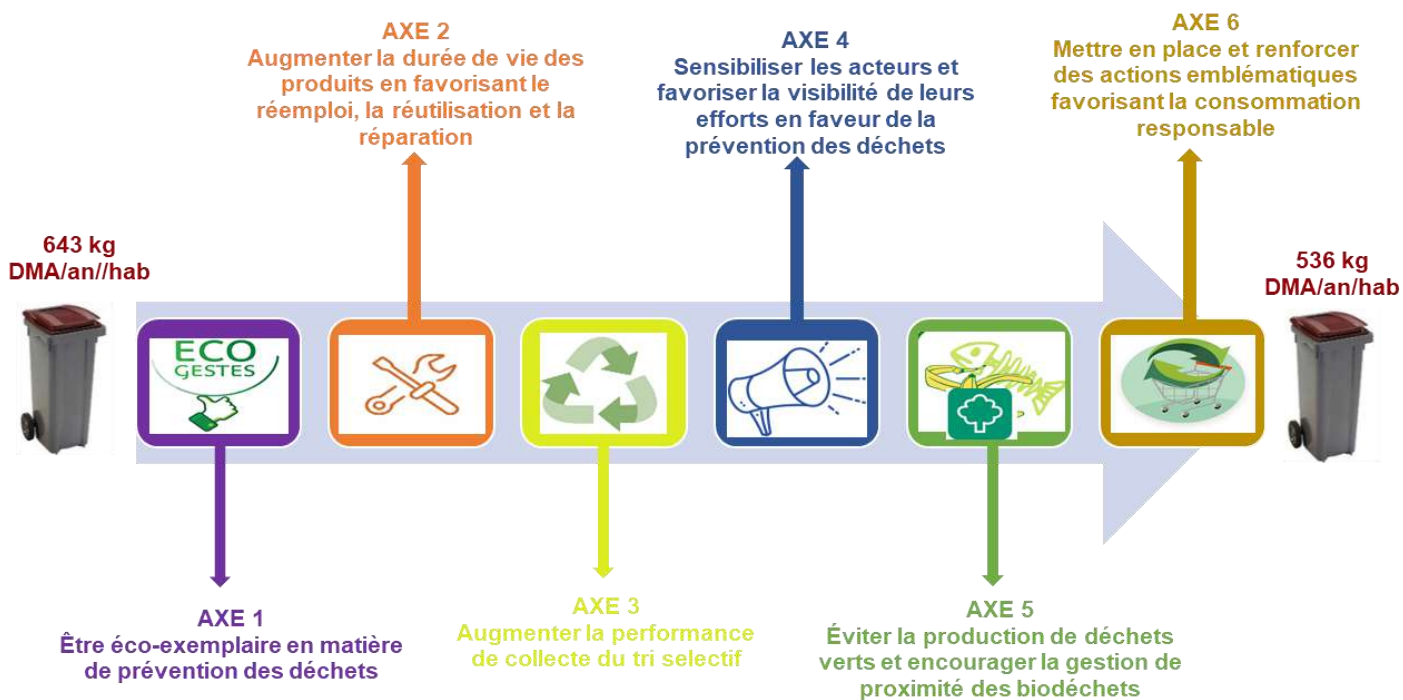 AXE 2
Augmenter la durée de vie des
produits en favorisant le
réemploi, la réutilisation et la
réparation
AXE 4
Sensibiliser les acteurs et
favoriser la visibilité de leurs
efforts en faveur de la
prévention des déchets
AXE 6
Mettre en place et renforcer
des actions emblématiques
favorisant la consommation
responsable
643 kg
DMA/an//hab
ECO
GESTES
536 kg
DMA/an/hab
AXE 1
Être éco-exemplaire en matière
de prévention des déchets
AXE 3
Augmenter la performance
de collecte du tri selectif
AXE 5
Éviter la production de déchets
verts et encourager la gestion de
proximité des biodéchets